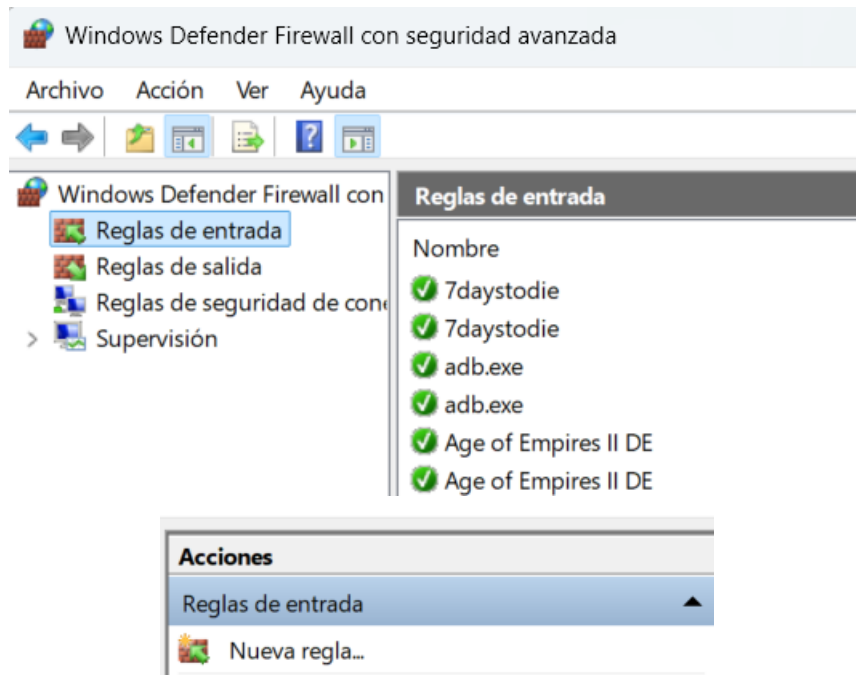 Windows Defender Firewall con seguridad avanzada
Archivo Acción Ver Ayuda
Windows Defender Firewall con
Reglas de entrada
Reglas de salida
Reglas de seguridad de cone
Supervisión
Reglas de entrada
Nombre
7daystodie
7daystodie
adb.exe
adb.exe
Age of Empires II DE
Age of Empires II DE
Acciones
Reglas de entrada
Nueva regla...